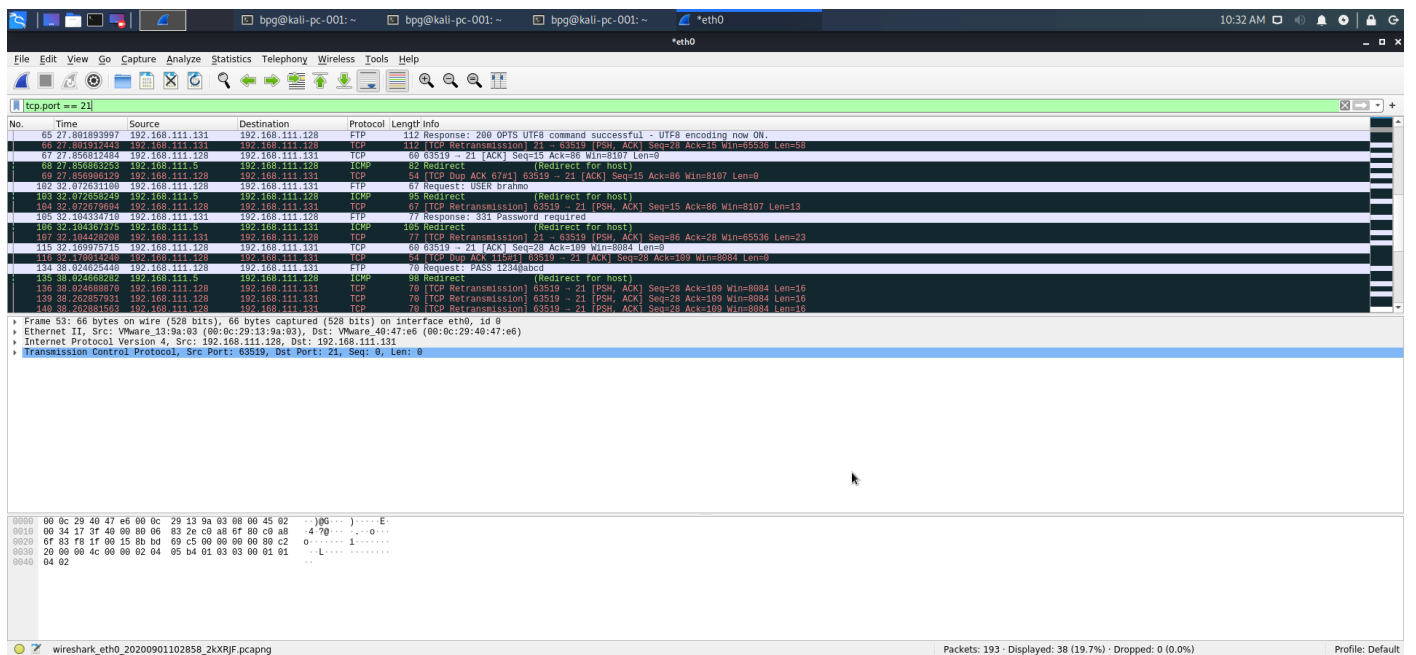 bpg@kali-pc-001: ~ bpg@kali-pc-001: ~ bpg@kali-pc-001: ~ *eth0 10:32 AM
*eth0
File Edit View Go Capture Analyze Statistics Telephony Wireless Tools Help
tcp.port == 21
No. Time Source Destination Protocol Length Info
65 27.801893997 192.168.111.131 192.168.111.128 FTP 112 Response: 200 OPTS UTF8 command successful - UTF8 encoding now ON.
66 27.801912443 192.168.111.131 192.168.111.128 TCP 112 [TCP Retransmission] 21 → 63519 [PSH, ACK] Seq=28 Ack=15 Win=65536 Len=58
67 27.856812484 192.168.111.128 192.168.111.131 TCP 60 63519 → 21 [ACK] Seq=15 Ack=86 Win=8107 Len=0
68 27.856863253 192.168.111.5 192.168.111.128 ICMP 82 Redirect (Redirect for host)
69 27.856906129 192.168.111.128 192.168.111.131 TCP 54 [TCP Dup ACK 67#1] 63519 → 21 [ACK] Seq=15 Ack=86 Win=8107 Len=0
102 32.072631100 192.168.111.128 192.168.111.131 FTP 67 Request: USER brahmo
103 32.072658249 192.168.111.5 192.168.111.128 ICMP 95 Redirect (Redirect for host)
104 32.072679694 192.168.111.128 192.168.111.131 TCP 67 [TCP Retransmission] 63519 → 21 [PSH, ACK] Seq=15 Ack=86 Win=8107 Len=13
105 32.104334710 192.168.111.131 192.168.111.128 FTP 77 Response: 331 Password required
106 32.104367375 192.168.111.5 192.168.111.131 ICMP 105 Redirect (Redirect for host)
107 32.104428208 192.168.111.131 192.168.111.128 TCP 77 [TCP Retransmission] 21 → 63519 [PSH, ACK] Seq=86 Ack=28 Win=65536 Len=23
115 32.169975715 192.168.111.128 192.168.111.131 TCP 60 63519 → 21 [ACK] Seq=28 Ack=109 Win=8084 Len=0
116 32.170014240 192.168.111.128 192.168.111.131 TCP 54 [TCP Dup ACK 115#1] 63519 → 21 [ACK] Seq=28 Ack=109 Win=8084 Len=0
134 38.024625440 192.168.111.128 192.168.111.131 FTP 70 Request: PASS 1234@abcd
135 38.024668282 192.168.111.5 192.168.111.128 ICMP 98 Redirect (Redirect for host)
136 38.024688870 192.168.111.128 192.168.111.131 TCP 70 [TCP Retransmission] 63519 → 21 [PSH, ACK] Seq=28 Ack=109 Win=8084 Len=16
139 38.262857931 192.168.111.128 192.168.111.131 TCP 70 [TCP Retransmission] 63519 → 21 [PSH, ACK] Seq=28 Ack=109 Win=8084 Len=16
140 38.262881563 192.168.111.128 192.168.111.131 TCP 70 [TCP Retransmission] 63519 → 21 [PSH, ACK] Seq=28 Ack=109 Win=8084 Len=16
Frame 53: 66 bytes on wire (528 bits), 66 bytes captured (528 bits) on interface eth0, id 0
Ethernet II, Src: VMware_13:9a:03 (00:0c:29:13:9a:03), Dst: VMware_40:47:e6 (00:0c:29:40:47:e6)
Internet Protocol Version 4, Src: 192.168.111.128, Dst: 192.168.111.131
Transmission Control Protocol, Src Port: 63519, Dst Port: 21, Seq: 0, Len: 0
0000 00 0c 29 40 47 e6 00 0c 29 13 9a 03 08 00 45 02 ··)@G··· )·····E·
0010 00 34 17 3f 40 00 80 06 83 2e c0 a8 6f 80 c0 a8 ·4·?@··· ·.··o···
0020 6f 83 f8 1f 00 15 8b bd 69 c5 00 00 00 00 80 c2 o······· i·······
0030 20 00 00 4c 00 00 02 04 05 b4 01 03 03 00 01 01 ··L···· ········
0040 04 02 ··
wireshark_eth0_20200901102858_2kXRJF.pcapng Packets: 193 · Displayed: 38 (19.7%) · Dropped: 0 (0.0%) Profile: Default